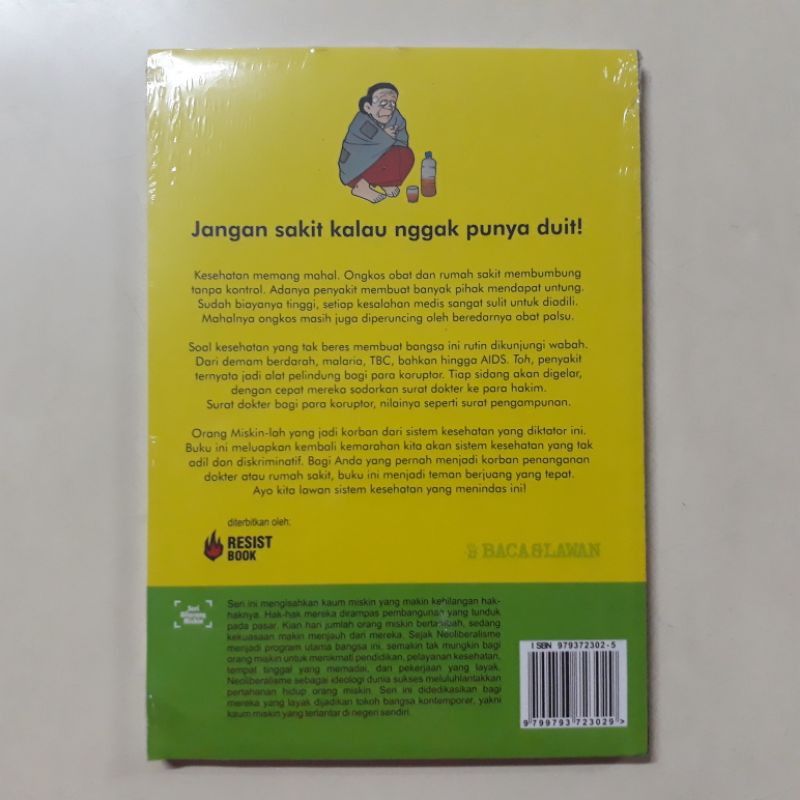 Jangan sakit kalau nggak punya duit!
Kesehatan memang mahal. Ongkos obat dan rumah sakit membumbung
tanpa kontrol. Adanya penyakit membuat banyak pihak mendapat untung.
Sudah biayanya tinggi, setiap kesalahan medis sangat sulit untuk diadili.
Mahalnya ongkos masih juga diperuncing oleh beredarnya obat palsu.
Soal kesehatan yang tak beres membuat bangsa ini rutin dikunjungi wabah.
Dari demam berdarah, malaria, TBC, bahkan hingga AIDS. Toh, penyakit
ternyata jadi alat pelindung bagi para koruptor. Tiap sidang akan digelar,
dengan cepat mereka sodorkan surat dokter ke para hakim.
Surat dokter bagi para koruptor, nilainya seperti surat pengampunan.
Orang Miskin-lah yang jadi korban dari sistem kesehatan yang diktator ini.
Buku ini meluapkan kembali kemarahan kita akan sistem kesehatan yang tak
adil dan diskriminatif. Bagi Anda yang pernah menjadi korban penanganan
dokter atau rumah sakit, buku ini menjadi teman berjuang yang tepat.
Ayo kita lawan sistem kesehatan yang menindas ini!
diterbitkan oleh:
RESIST
BOOK
BACA&LAWAN
Seri
Dilarang
Miskin
Seri ini mengisahkan kaum miskin yang makin kehilangan hak-
haknya. Hak-hak mereka dirampas pembangunan yang tunduk
pada pasar. Kian hari jumlah orang miskin bertambah, sedang
kekuasaan makin menjauh dari mereka. Sejak Neoliberalisme
menjadi program utama bangsa ini, semakin tak mungkin bagi
orang miskin untuk menikmati pendidikan, pelayanan kesehatan,
tempat tinggal yang memadai, dan pekerjaan yang layak.
Neoliberalisme sebagai ideologi dunia sukses meluluhlantakkan
pertahanan hidup orang miskin. Seri ini didedikasikan bagi
mereka yang layak dijadikan tokoh bangsa kontemporer, yakni
kaum miskin yang terlantar di negeri sendiri.
ISBN 979372302-5
9 799793 723029 >